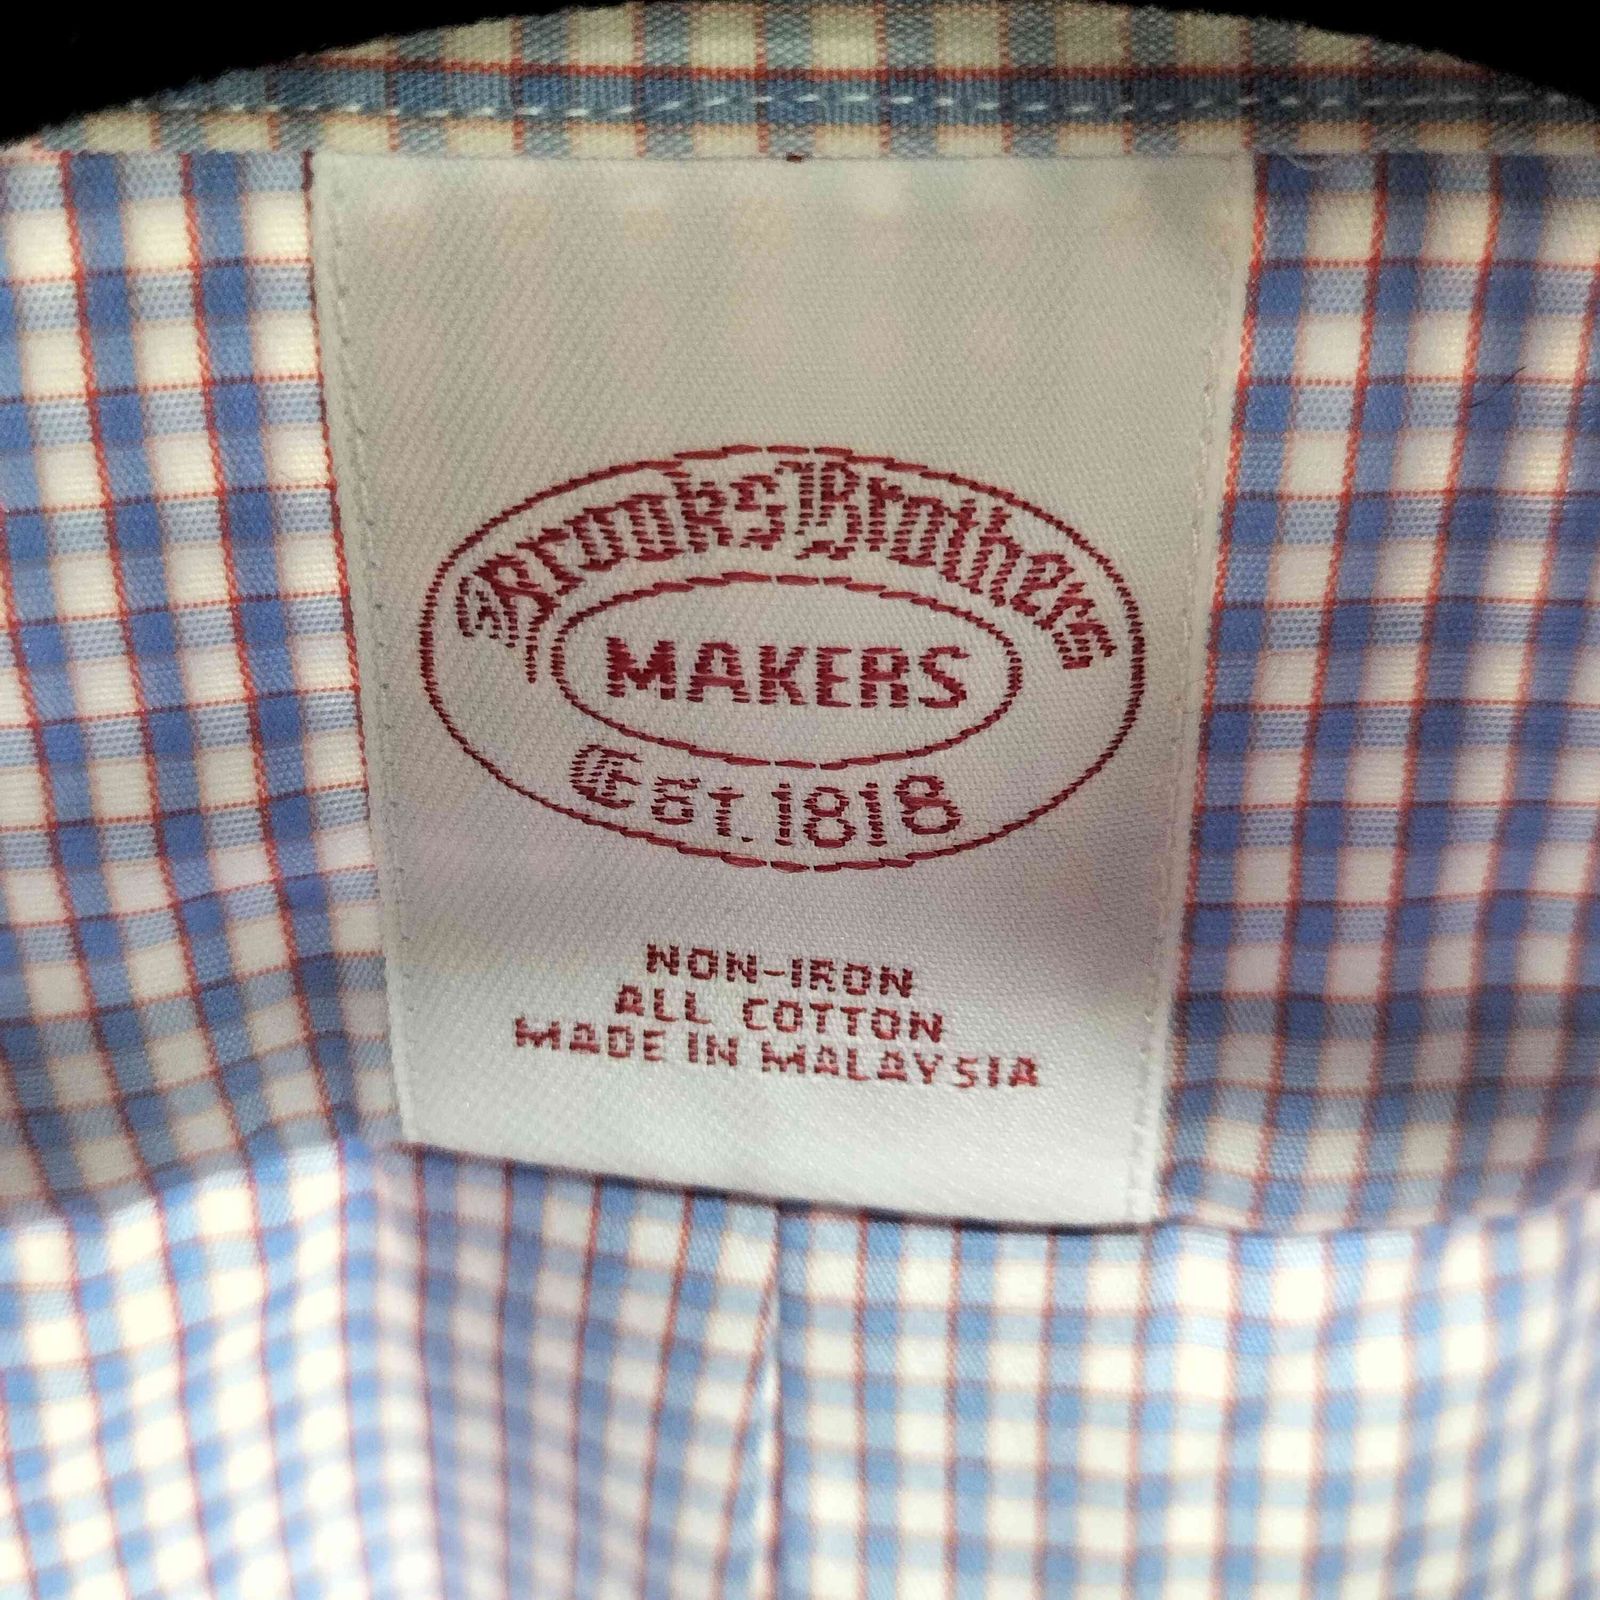 Brooks Brothers
MAKERS
EST. 1818
NON-IRON
ALL COTTON
MADE IN MALAYSIA